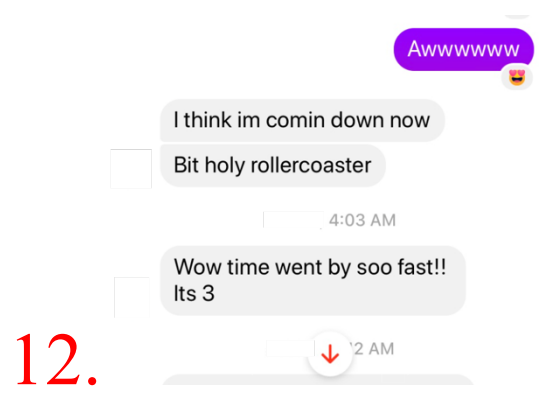 Awwwwww
I think im comin down now
Bit holy rollercoaster
4:03 AM
Wow time went by soo fast!!
Its 3
2 AM
12.